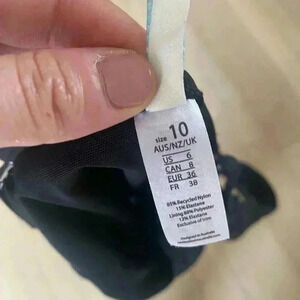 size 10
AUS/NZ/UK
US 6
CAN 8
EUR 36
FR 38
85% Recycled Nylon
15% Elastane
Lining 88% Polyester
12% Elastane
Exclusive of trims
Designed in Australia